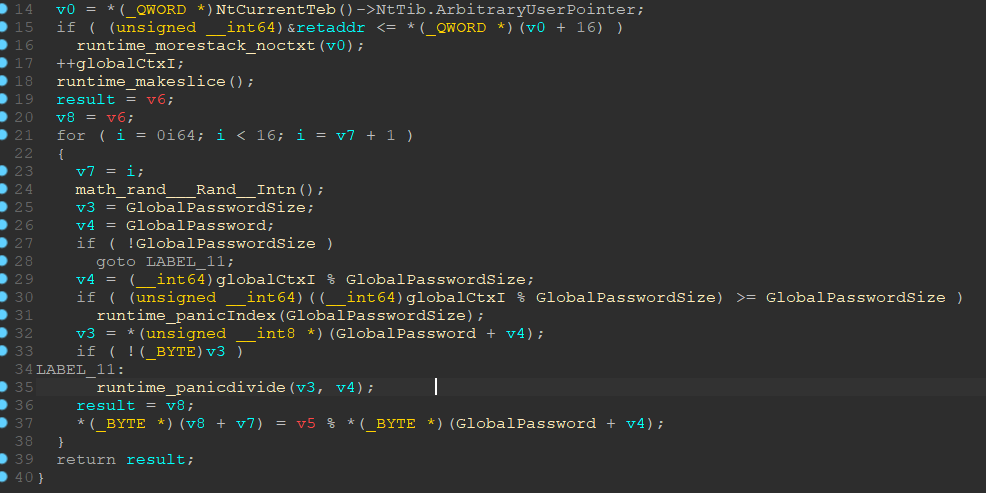 14 v0 = *(_QWORD *)NtCurrentTeb()->NtTib.ArbitraryUserPointer;
15 if ( (unsigned __int64)&retaddr <= *(_QWORD *)(v0 + 16) )
16 runtime_morestack_noctxt(v0);
17 ++globalCtxI;
18 runtime_makeslice();
19 result = v6;
20 v8 = v6;
21 for ( i = 0i64; i < 16; i = v7 + 1 )
22 {
23 v7 = i;
24 math_rand___Rand__Intn();
25 v3 = GlobalPasswordSize;
26 v4 = GlobalPassword;
27 if ( !GlobalPasswordSize )
28 goto LABEL_11;
29 v4 = (__int64)globalCtxI % GlobalPasswordSize;
30 if ( (unsigned __int64)((__int64)globalCtxI % GlobalPasswordSize) >= GlobalPasswordSize )
31 runtime_panicIndex(GlobalPasswordSize);
32 v3 = *(unsigned __int8 *)(GlobalPassword + v4);
33 if ( !(_BYTE)v3 )
34 LABEL_11:
35 runtime_panicdivide(v3, v4);
36 result = v8;
37 *(_BYTE *)(v8 + v7) = v5 % *(_BYTE *)(GlobalPassword + v4);
38 }
39 return result;
40 }